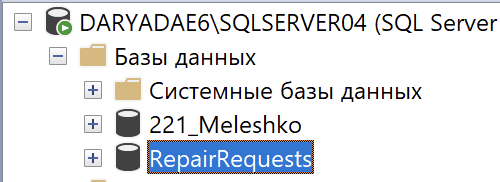 DARYADAE6\SQLSERVER04 (SQL Server
Базы данных
Системные базы данных
221_Meleshko
RepairRequests